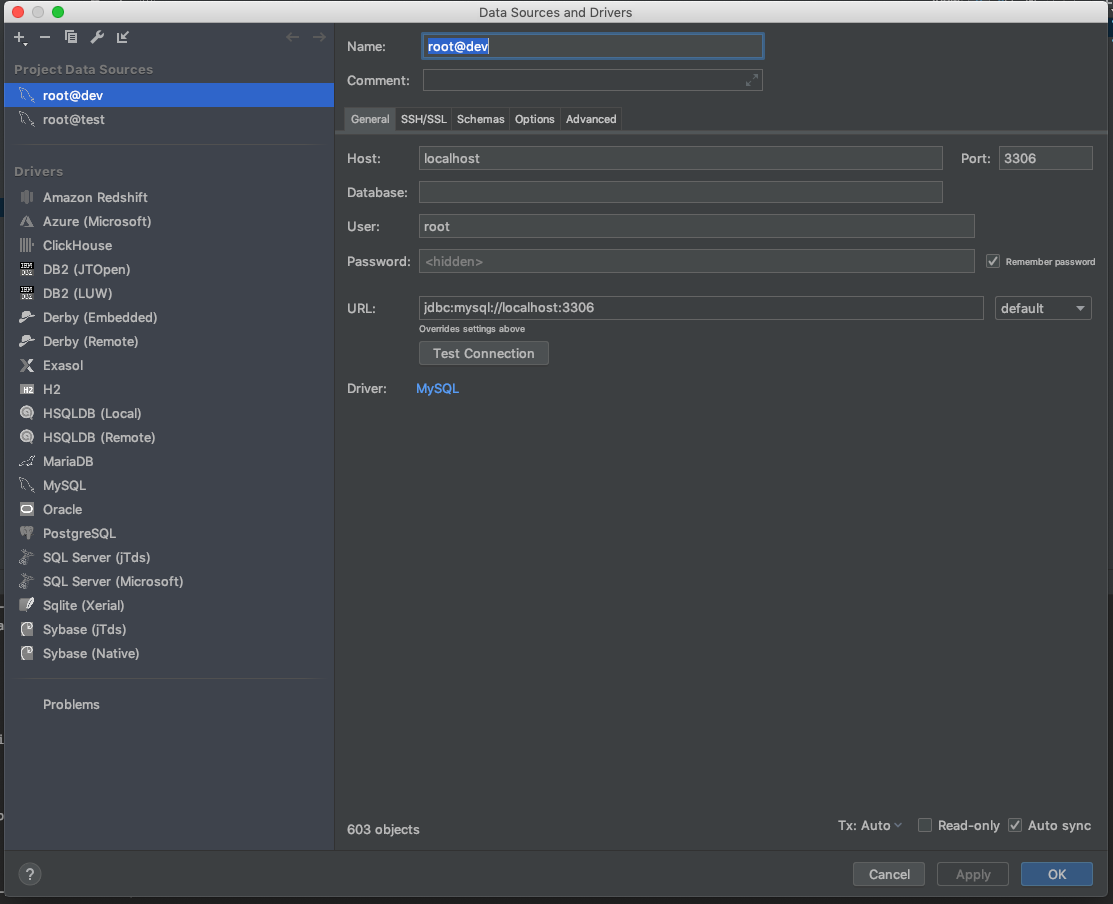 Data Sources and Drivers
Project Data Sources
root@dev
root@test
Drivers
Amazon Redshift
Azure (Microsoft)
ClickHouse
DB2 (JTOpen)
DB2 (LUW)
Derby (Embedded)
Derby (Remote)
Exasol
H2
HSQLDB (Local)
HSQLDB (Remote)
MariaDB
MySQL
Oracle
PostgreSQL
SQL Server (jTds)
SQL Server (Microsoft)
Sqlite (Xerial)
Sybase (jTds)
Sybase (Native)
Problems
Name: root@dev
Comment:
General SSH/SSL Schemas Options Advanced
Host: localhost Port: 3306
Database:
User: root
Password: <hidden> Remember password
URL: jdbc:mysql://localhost:3306 default
Overrides settings above
Test Connection
Driver: MySQL
603 objects Tx: Auto Read-only Auto sync
? Cancel Apply OK